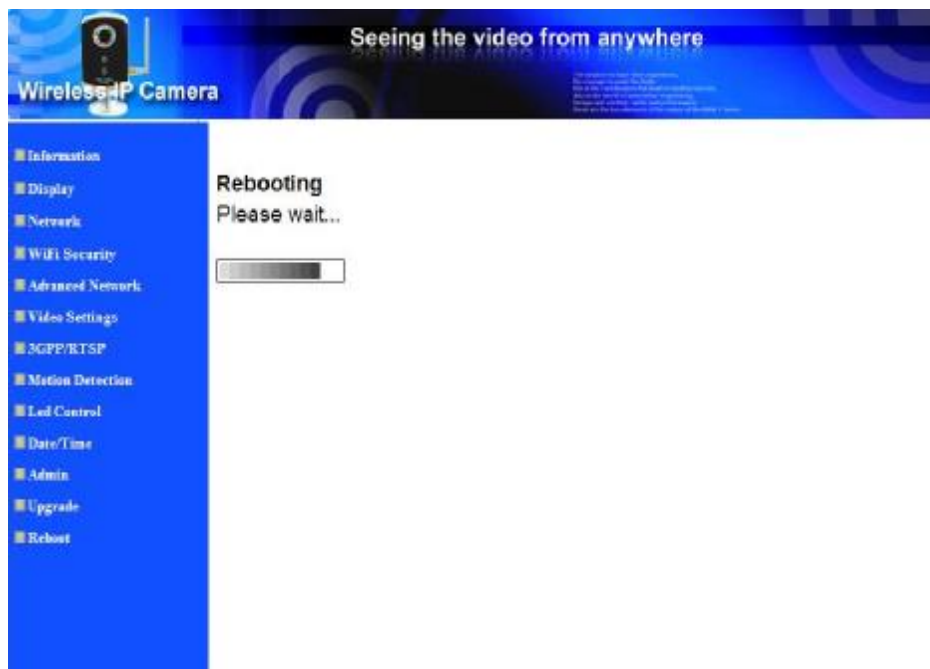 Seeing the video from anywhere
Wireless IP Camera
Information
Display
Network
WiFi Security
Advanced Network
Video Settings
3GPP/RTSP
Motion Detection
Led Control
Date/Time
Admin
Upgrade
Reboot
Rebooting
Please wait...